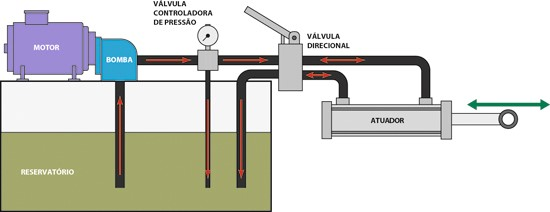 VÁLVULA
CONTROLADORA
DE PRESSÃO
MOTOR
BOMBA
VÁLVULA
DIRECIONAL
ATUADOR
RESERVATÓRIO